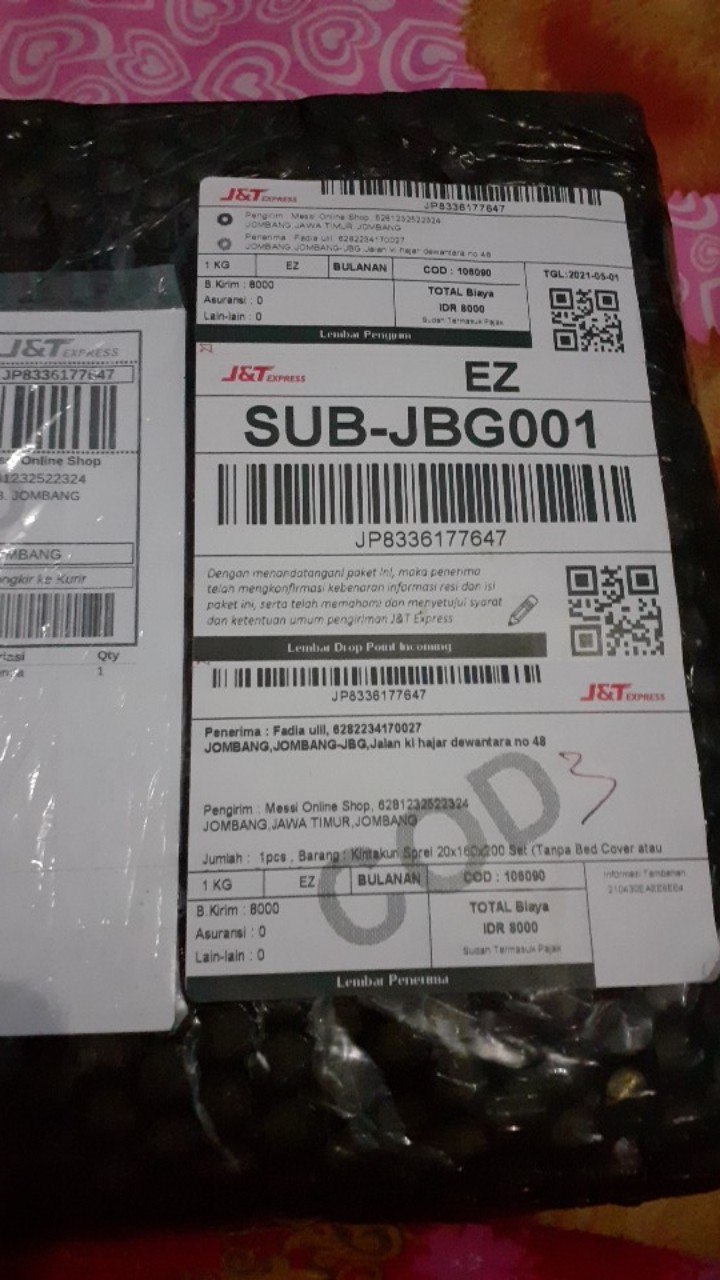 J&T EXPRESS
JP8336177647
Pengirim : Messi Online Shop, 6281232522324
JOMBANG,JAWA TIMUR,JOMBANG
Penerima : Fadia ulil, 6282234170027
JOMBANG,JOMBANG-JBG,Jalan ki hajar dewantara no 48
1 KG EZ BULANAN COD : 108090 TGL:2021-05-01
B.Kirim : 8000
Asuransi : 0
Lain-lain : 0
TOTAL Biaya
IDR 8000
Sudah Termasuk Pajak
Lembar Pengirim
J&T EXPRESS
EZ
SUB-JBG001
JP8336177647
Dengan menandatangani paket ini, maka penerima
telah mengkonfirmasi kebenaran informasi resi dan isi
paket ini, serta telah memahami dan menyetujui syarat
dan ketentuan umum pengiriman J&T Express
Lembar Drop Point Incoming
JP8336177647
J&T EXPRESS
Penerima : Fadia ulil, 6282234170027
JOMBANG,JOMBANG-JBG,Jalan ki hajar dewantara no 48
3
COD
Pengirim : Messi Online Shop, 6281232522324
JOMBANG,JAWA TIMUR,JOMBANG
Jumlah : 1pcs , Barang : Kintakun Sprei 20x160x200 Set (Tanpa Bed Cover atau
1 KG EZ BULANAN COD : 108090
Informasi Tambahan
B.Kirim : 8000
Asuransi : 0
Lain-lain : 0
TOTAL Biaya
IDR 8000
Sudah Termasuk Pajak
Lembar Penerima
J&T EXPRESS
JP8336177647
Online Shop
1232522324
JOMBANG
OMBANG
ngkir ke Kurir
Qty
1